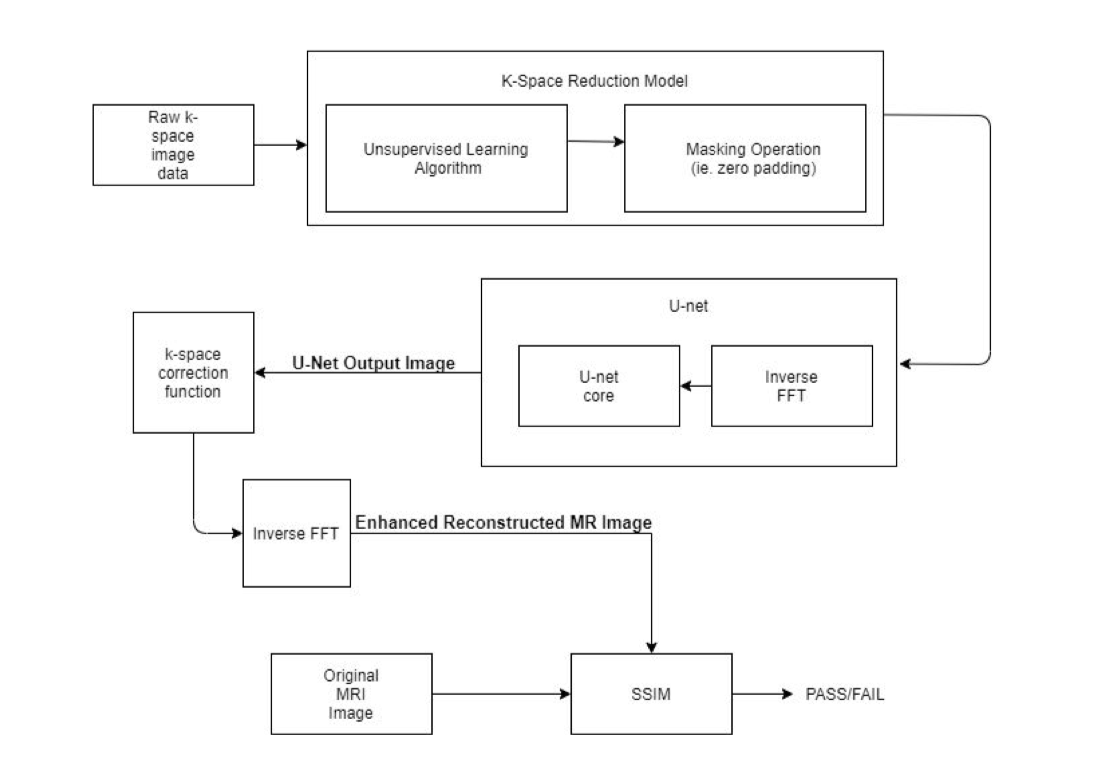 K-Space Reduction Model
Raw k-
space
image
data
Unsupervised Learning
Algorithm
Masking Operation
(ie. zero padding)
U-net
Inverse
FFT
U-net
core
U-Net Output Image
k-space
correction
function
Inverse FFT
Enhanced Reconstructed MR Image
Original
MRI
Image
SSIM
PASS/FAIL